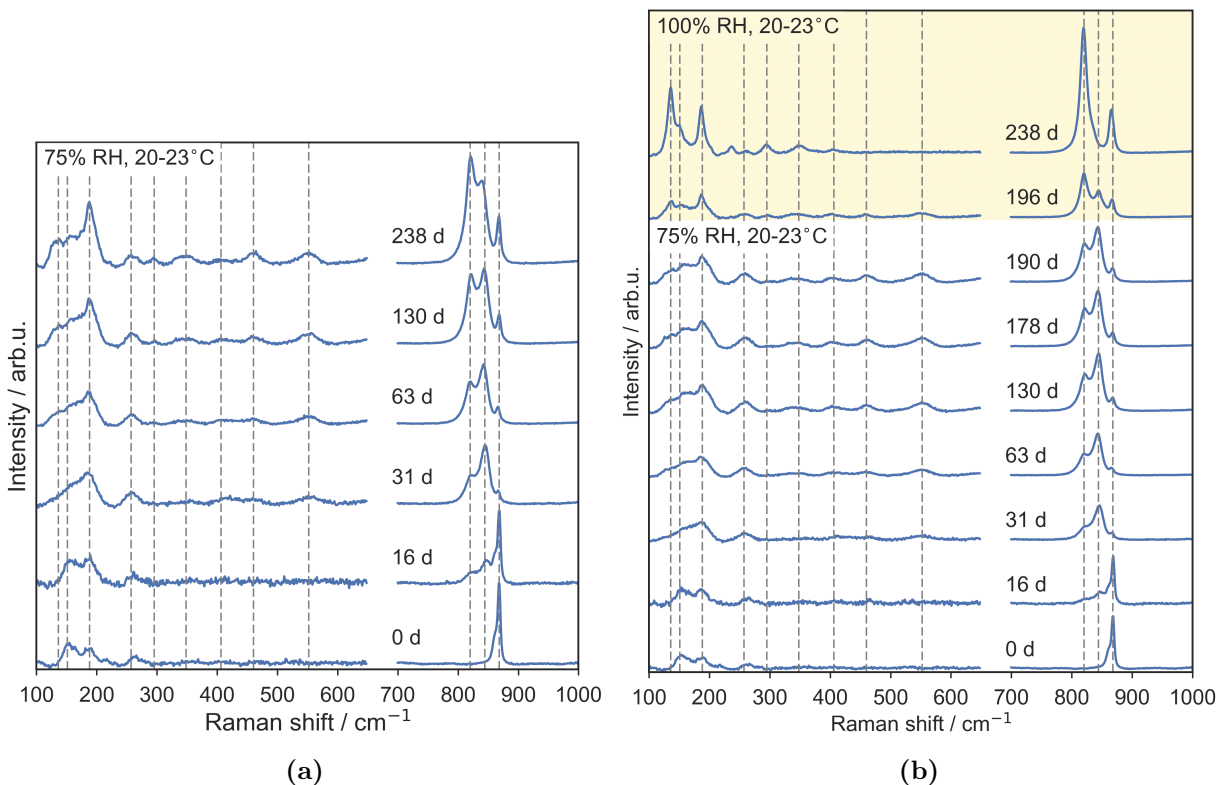 75% RH, 20-23°C
238 d
130 d
63 d
31 d
16 d
0 d
Intensity / arb.u.
100 200 300 400 500 600 700 800 900 1000
Raman shift / cm⁻¹
(a)
100% RH, 20-23°C
238 d
196 d
75% RH, 20-23°C
190 d
178 d
130 d
63 d
31 d
16 d
0 d
Intensity / arb.u.
100 200 300 400 500 600 700 800 900 1000
Raman shift / cm⁻¹
(b)